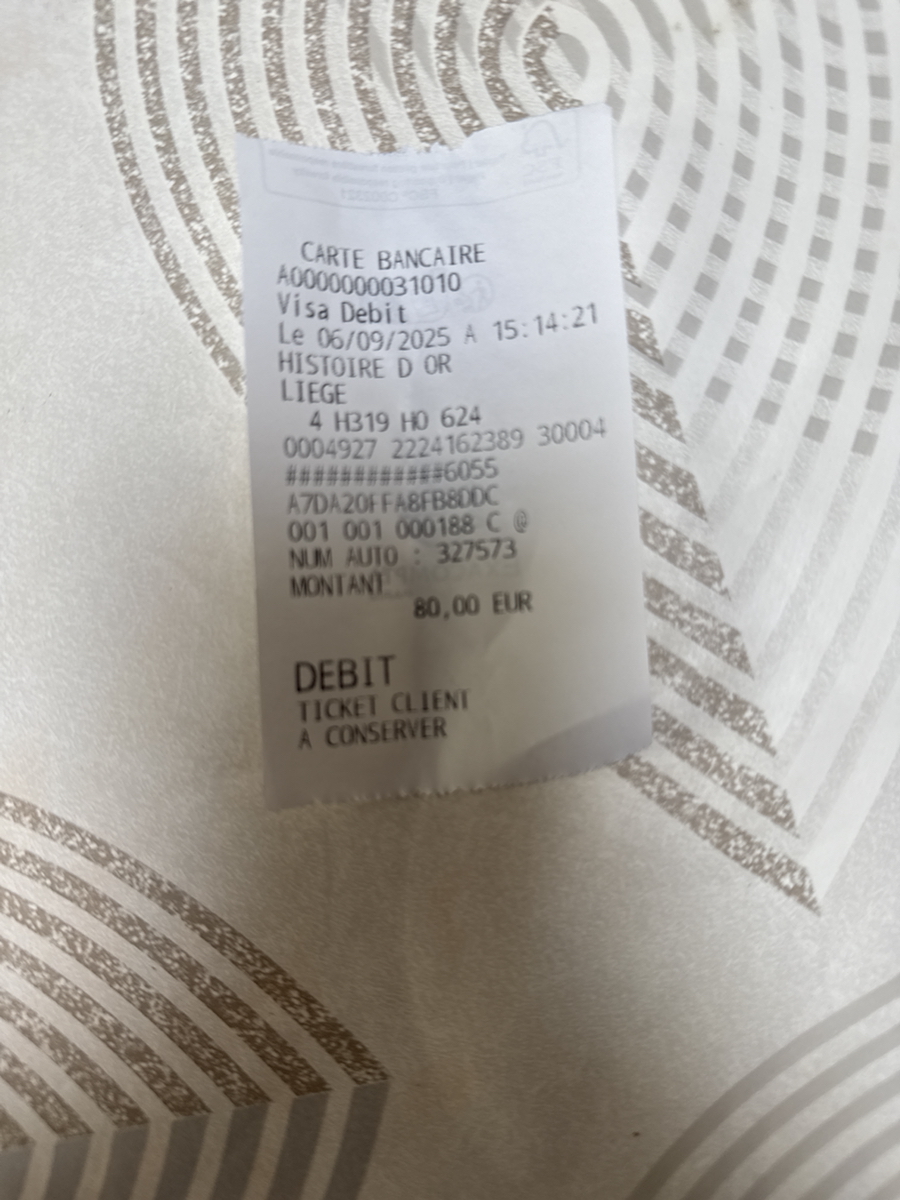 CARTE BANCAIRE
A0000000031010
Visa Debit
Le 06/09/2025 A 15:14:21
HISTOIRE D OR
LIEGE
4 H319 HO 624
0004927 2224162389 30004
############6055
A7DA20FFA8FB8DDC
001 001 000188 C @
NUM AUTO : 327573
MONTANT
80,00 EUR
DEBIT
TICKET CLIENT
A CONSERVER